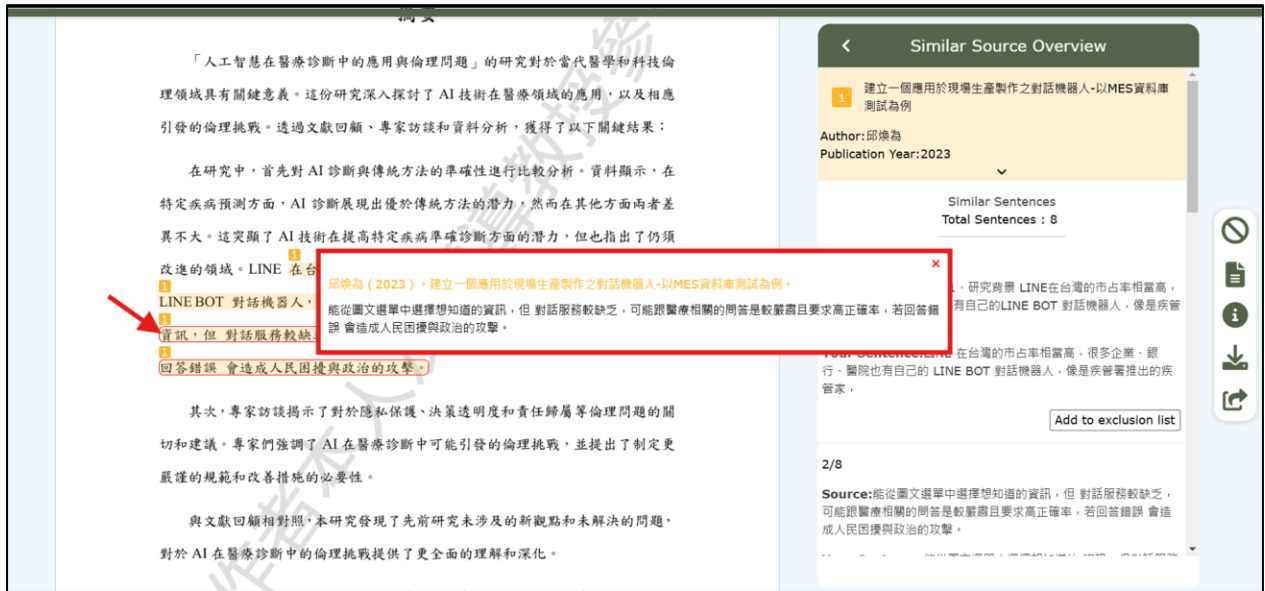 摘要
「人工智慧在醫療診斷中的應用與倫理問題」的研究對於當代醫學和科技倫
理領域具有關鍵意義。這份研究深入探討了 AI 技術在醫療領域的應用，以及相應
引發的倫理挑戰。透過文獻回顧、專家訪談和資料分析，獲得了以下關鍵結果：
在研究中，首先對 AI 診斷與傳統方法的準確性進行比較分析。資料顯示，在
特定疾病預測方面，AI 診斷展現出優於傳統方法的潛力，然而在其他方面兩者差
異不大。這突顯了 AI 技術在提高特定疾病準確診斷方面的潛力，但也指出了仍須
1
改進的領域。LINE 在台
1
LINE BOT 對話機器人，
1
資訊，但 對話服務較缺
1
回答錯誤 會造成人民困擾與政治的攻擊。
×
邱煥為（2023）。建立一個應用於現場生產製作之對話機器人-以MES資料庫測試為例。
能從圖文選單中選擇想知道的資訊，但 對話服務較缺乏，可能跟醫療相關的問答是較嚴肅且要求高正確率，若回答錯
誤 會造成人民困擾與政治的攻擊。
其次，專家訪談揭示了對於隱私保護、決策透明度和責任歸屬等倫理問題的關
切和建議。專家們強調了 AI 在醫療診斷中可能引發的倫理挑戰，並提出了制定更
嚴謹的規範和改善措施的必要性。
與文獻回顧相對照，本研究發現了先前研究未涉及的新觀點和未解決的問題，
對於 AI 在醫療診斷中的倫理挑戰提供了更全面的理解和深化。
Similar Source Overview
1
建立一個應用於現場生產製作之對話機器人-以MES資料庫
測試為例
Author:邱煥為
Publication Year:2023
Similar Sentences
Total Sentences : 8
、研究背景 LINE在台灣的市占率相當高，
有自己的LINE BOT 對話機器人，像是疾管
Your Sentence:LINE 在台灣的市占率相當高，很多企業、銀
行、醫院也有自己的 LINE BOT 對話機器人，像是疾管署推出的疾
管家，
Add to exclusion list
2/8
Source:能從圖文選單中選擇想知道的資訊，但 對話服務較缺乏，
可能跟醫療相關的問答是較嚴肅且要求高正確率，若回答錯誤 會造
成人民困擾與政治的攻擊。